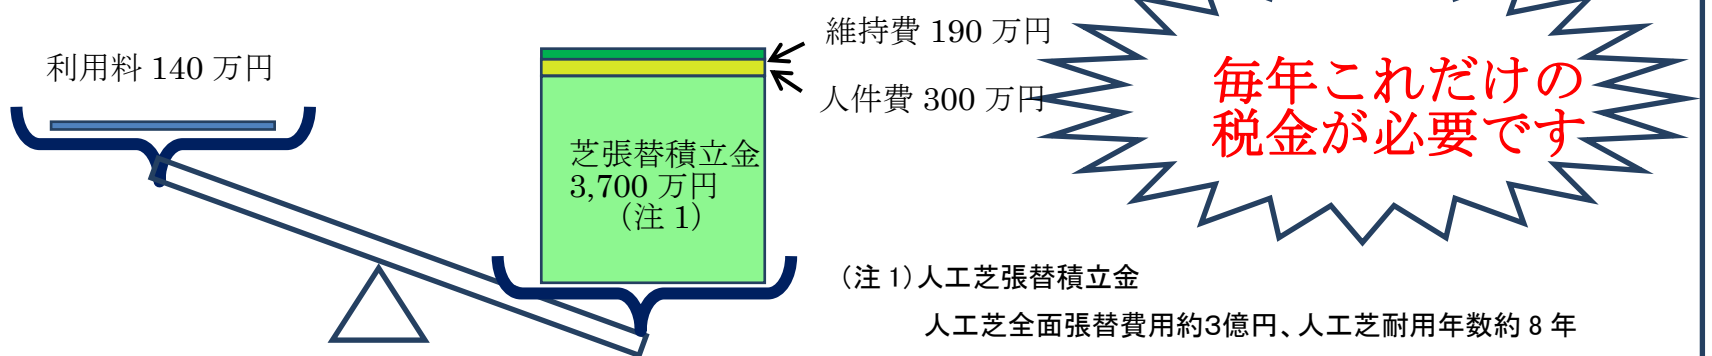 利用料 140 万円
維持費 190 万円
人件費 300 万円
芝張替積立金
3,700 万円
（注 1）
毎年これだけの
税金が必要です
（注 1）人工芝張替積立金
人工芝全面張替費用約３億円、人工芝耐用年数約 8 年